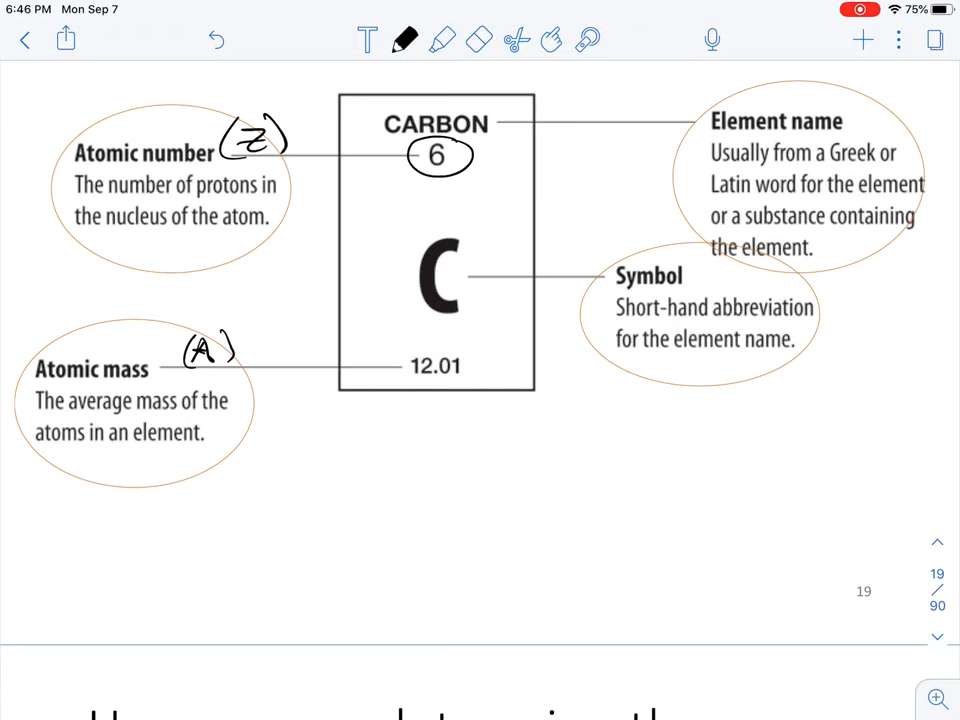 6:46 PM Mon Sep 7
75%
T
CARBON
6
C
12.01
Atomic number (Z)
The number of protons in
the nucleus of the atom.
Element name
Usually from a Greek or
Latin word for the element
or a substance containing
the element.
Symbol
Short-hand abbreviation
for the element name.
Atomic mass (A)
The average mass of the
atoms in an element.
19
19
/
90